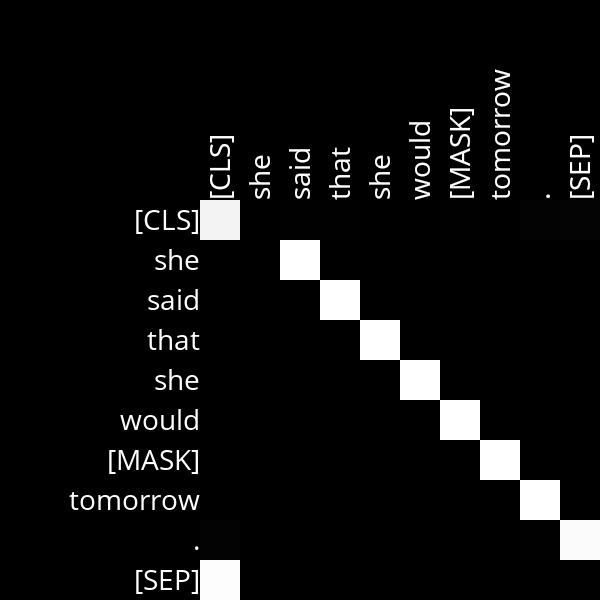 [CLS] she said that she would [MASK] tomorrow . [SEP]
[CLS]
she
said
that
she
would
[MASK]
tomorrow
.
[SEP]